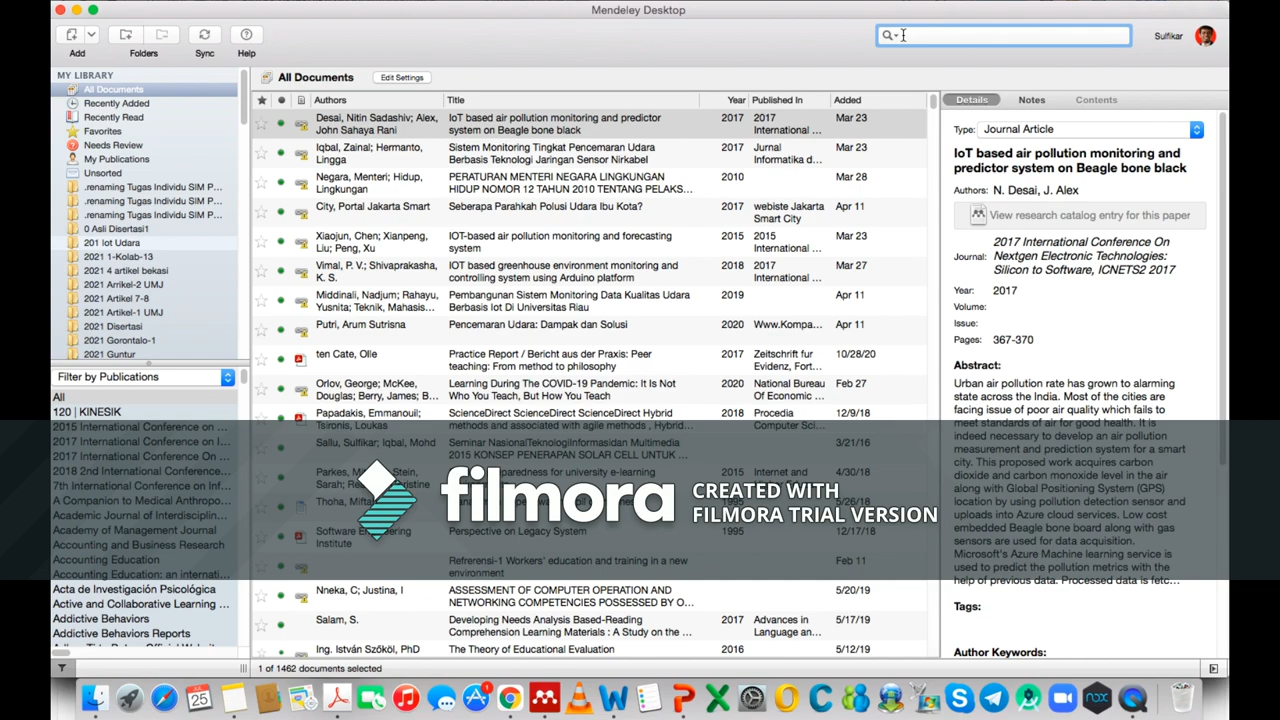 Mendeley Desktop
Add
Folders
Sync
Help
Sulfikar
MY LIBRARY
All Documents
Recently Added
Recently Read
Favorites
Needs Review
My Publications
Unsorted
.renaming Tugas Individu SIM P...
.renaming Tugas Individu SIM P...
.renaming Tugas Individu SIM P...
0 Asli Disertasi1
201 Iot Udara
2021 1-Kolab-13
2021 4 artikel bekasi
2021 Arrikel-2 UMJ
2021 Artikel 7-8
2021 Artikel-1 UMJ
2021 Disertasi
2021 Gorontalo-1
2021 Guntur
Filter by Publications
All
120 | KINESIK
2015 International Conference on ...
2017 International Conference on I...
2017 International Conference On ...
2018 2nd International Conference...
7th International Conference on Inf...
A Companion to Medical Anthropo...
Academic Journal of Interdisciplin...
Academy of Management Journal
Accounting and Business Research
Accounting Education
Accounting Education: an internati...
Acta de Investigación Psicológica
Active and Collaborative Learning ...
Addictive Behaviors
Addictive Behaviors Reports
All Documents
Edit Settings
Authors Title Year Published In Added
Desai, Nitin Sadashiv; Alex, IoT based air pollution monitoring and predictor 2017 2017 Mar 23
John Sahaya Rani system on Beagle bone black International ...
Iqbal, Zainal; Hermanto, Sistem Monitoring Tingkat Pencemaran Udara 2017 Jurnal Mar 23
Lingga Berbasis Teknologi Jaringan Sensor Nirkabel Informatika d...
Negara, Menteri; Hidup, PERATURAN MENTERI NEGARA LINGKUNGAN 2010 Mar 28
Lingkungan HIDUP NOMOR 12 TAHUN 2010 TENTANG PELAKS...
City, Portal Jakarta Smart Seberapa Parahkah Polusi Udara Ibu Kota? 2017 webiste Jakarta Apr 11
Smart City
Xiaojun, Chen; Xianpeng, IOT-based air pollution monitoring and forecasting 2015 2015 Mar 23
Liu; Peng, Xu system International ...
Vimal, P. V.; Shivaprakasha, IOT based greenhouse environment monitoring and 2018 2017 Mar 27
K. S. controlling system using Arduino platform International ...
Middinali, Nadjum; Rahayu, Pembangunan Sistem Monitoring Data Kualitas Udara 2019 Apr 11
Yusnita; Teknik, Mahasis... Berbasis Iot Di Universitas Riau
Putri, Arum Sutrisna Pencemaran Udara: Dampak dan Solusi 2020 Www.Kompa... Apr 11
ten Cate, Olle Practice Report / Bericht aus der Praxis: Peer 2017 Zeitschrift fur 10/28/20
teaching: From method to philosophy Evidenz, Fort...
Orlov, George; McKee, Learning During The COVID-19 Pandemic: It Is Not 2020 National Bureau Feb 27
Douglas; Berry, James; B... Who You Teach, But How You Teach Of Economic ...
Papadakis, Emmanouil; ScienceDirect ScienceDirect ScienceDirect Hybrid 2018 Procedia 12/9/18
Tsironis, Loukas methods and associated with agile methods , Hybrid... Computer Sci...
Sallu, Sulfikar; Iqbal, Mohd Seminar NasionalTeknologiInformasidan Multimedia 3/21/16
2015 KONSEP PENERAPAN SOLAR CELL UNTUK ...
for university e-learning 2015 Internet and 4/30/18
1995 5/26/18
Software Engineering Perspective on Legacy System 1995 12/17/18
Institute
Refrerensi-1 Workers' education and training in a new Feb 11
environment
Nneka, C; Justina, I ASSESSMENT OF COMPUTER OPERATION AND 5/20/19
NETWORKING COMPETENCIES POSSESSED BY O...
Salam, S. Developing Needs Analysis Based-Reading 2017 Advances in 5/17/19
Comprehension Learning Materials : A Study on the ... Language an...
Ing. István Szőköl, PhD The Theory of Educational Evaluation 2016 5/12/19
1 of 1462 documents selected
Details Notes Contents
Type: Journal Article
IoT based air pollution monitoring and
predictor system on Beagle bone black
Authors: N. Desai, J. Alex
View research catalog entry for this paper
2017 International Conference On
Journal: Nextgen Electronic Technologies:
Silicon to Software, ICNETS2 2017
Year: 2017
Volume:
Issue:
Pages: 367-370
Abstract:
Urban air pollution rate has grown to alarming
state across the India. Most of the cities are
facing issue of poor air quality which fails to
meet standards of air for good health. It is
indeed necessary to develop an air pollution
measurement and prediction system for a smart
city. This proposed work acquires carbon
dioxide and carbon monoxide level in the air
along with Global Positioning System (GPS)
location by using pollution detection sensor and
uploads into Azure cloud services. Low cost
embedded Beagle bone board along with gas
sensors are used for data acquisition.
Microsoft's Azure Machine learning service is
used to predict the pollution metrics with the
help of previous data. Processed data is fetc...
Tags:
Author Keywords:
filmora
CREATED WITH
FILMORA TRIAL VERSION
25